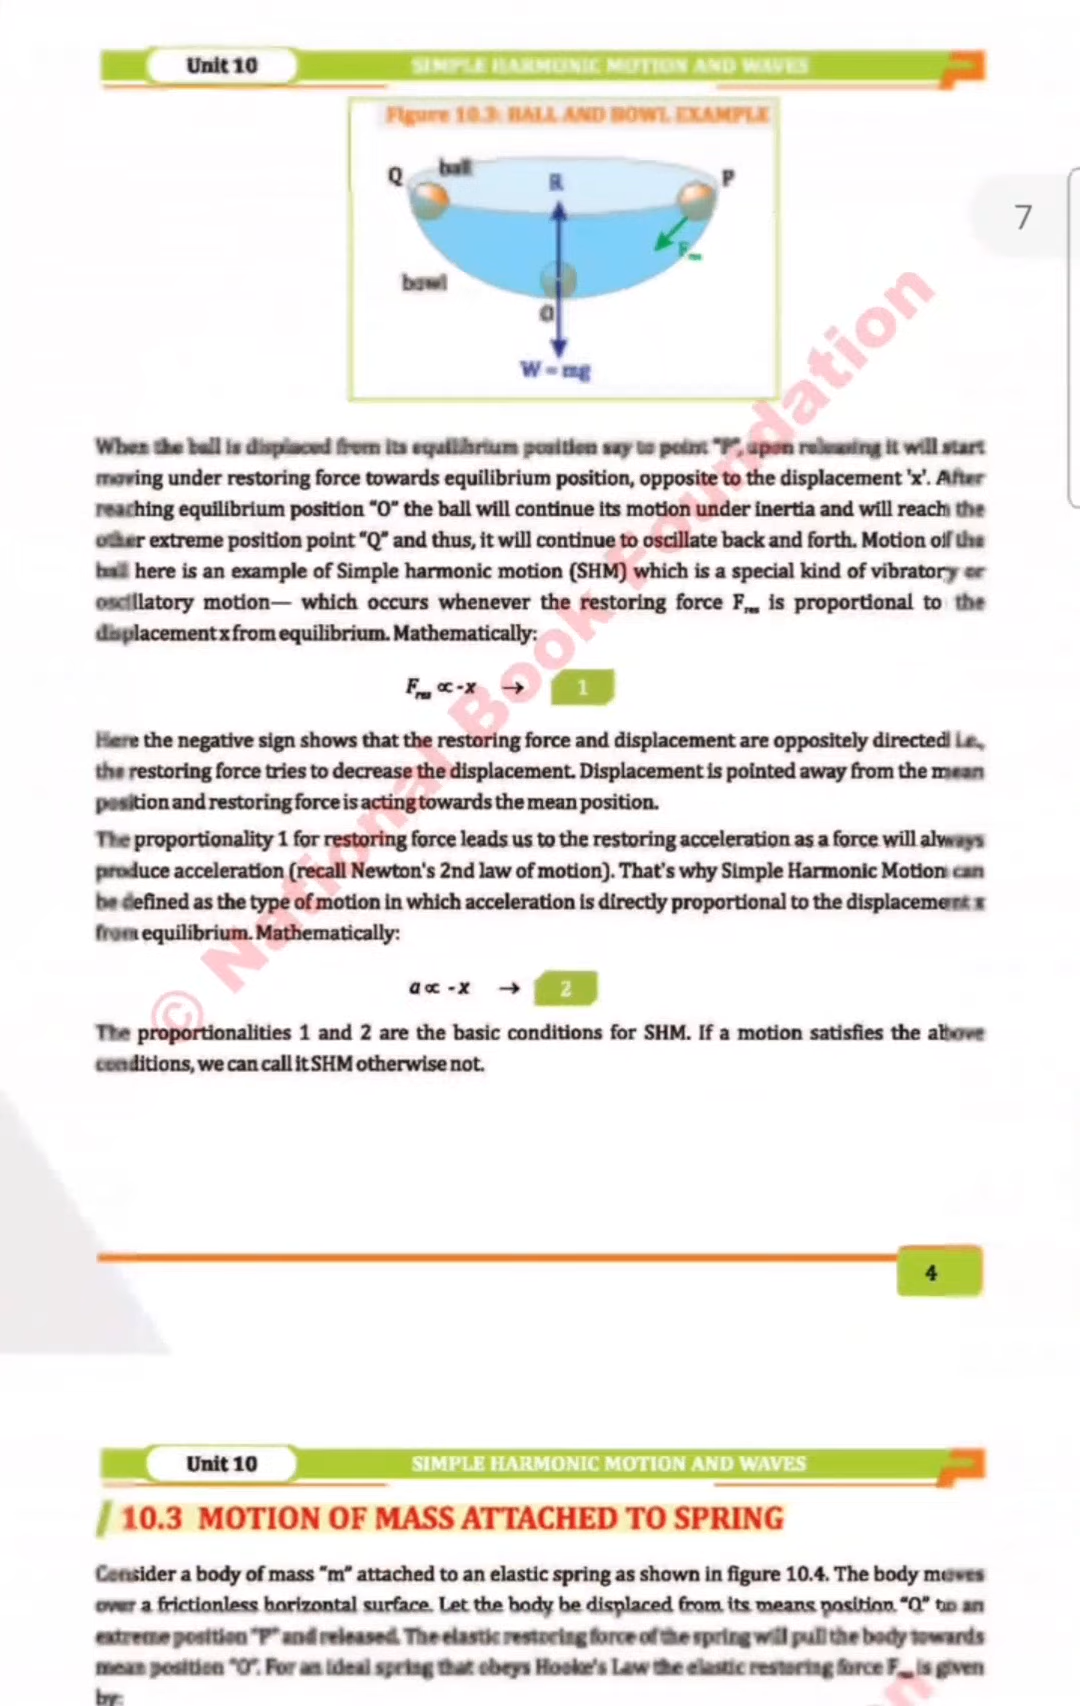 Unit 10
SIMPLE HARMONIC MOTION AND WAVES
Figure 10.3: BALL AND BOWL EXAMPLE
Q
ball
R
P
F_res
bowl
O
W = mg
7
When the ball is displaced from its equilibrium position say to point "P", upon releasing it will start
moving under restoring force towards equilibrium position, opposite to the displacement 'x'. After
reaching equilibrium position "O" the ball will continue its motion under inertia and will reach the
other extreme position point "Q" and thus, it will continue to oscillate back and forth. Motion of the
ball here is an example of Simple harmonic motion (SHM) which is a special kind of vibratory or
oscillatory motion— which occurs whenever the restoring force F_res is proportional to the
displacement x from equilibrium. Mathematically:
F_res ∝ -x → 1
Here the negative sign shows that the restoring force and displacement are oppositely directed i.e.,
the restoring force tries to decrease the displacement. Displacement is pointed away from the mean
position and restoring force is acting towards the mean position.
The proportionality 1 for restoring force leads us to the restoring acceleration as a force will always
produce acceleration (recall Newton's 2nd law of motion). That's why Simple Harmonic Motion can
be defined as the type of motion in which acceleration is directly proportional to the displacement x
from equilibrium. Mathematically:
a ∝ -x → 2
The proportionalities 1 and 2 are the basic conditions for SHM. If a motion satisfies the above
conditions, we can call it SHM otherwise not.
© National Book Foundation
4
Unit 10
SIMPLE HARMONIC MOTION AND WAVES
10.3 MOTION OF MASS ATTACHED TO SPRING
Consider a body of mass "m" attached to an elastic spring as shown in figure 10.4. The body moves
over a frictionless horizontal surface. Let the body be displaced from its means position "O" to an
extreme position "P" and released. The elastic restoring force of the spring will pull the body towards
mean position "O". For an ideal spring that obeys Hooke's Law the elastic restoring force F_res is given
by: